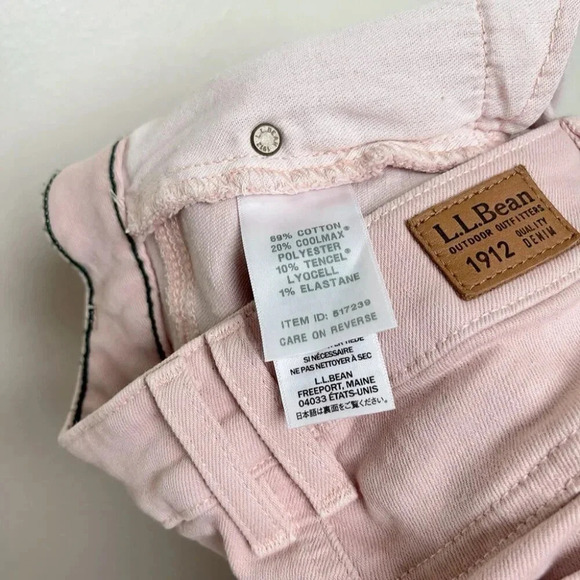 L.L.BEAN
1912
L.L.Bean
OUTDOOR OUTFITTERS
1912 QUALITY DENIM
69% COTTON
20% COOLMAX®
POLYESTER
10% TENCEL®
LYOCELL
1% ELASTANE
ITEM ID: 517239
CARE ON REVERSE
SI NÉCESSAIRE
NE PAS NETTOYER À SEC
L.L.BEAN
FREEPORT, MAINE
04033 ÉTATS-UNIS
日本語は裏面をご覧ください。